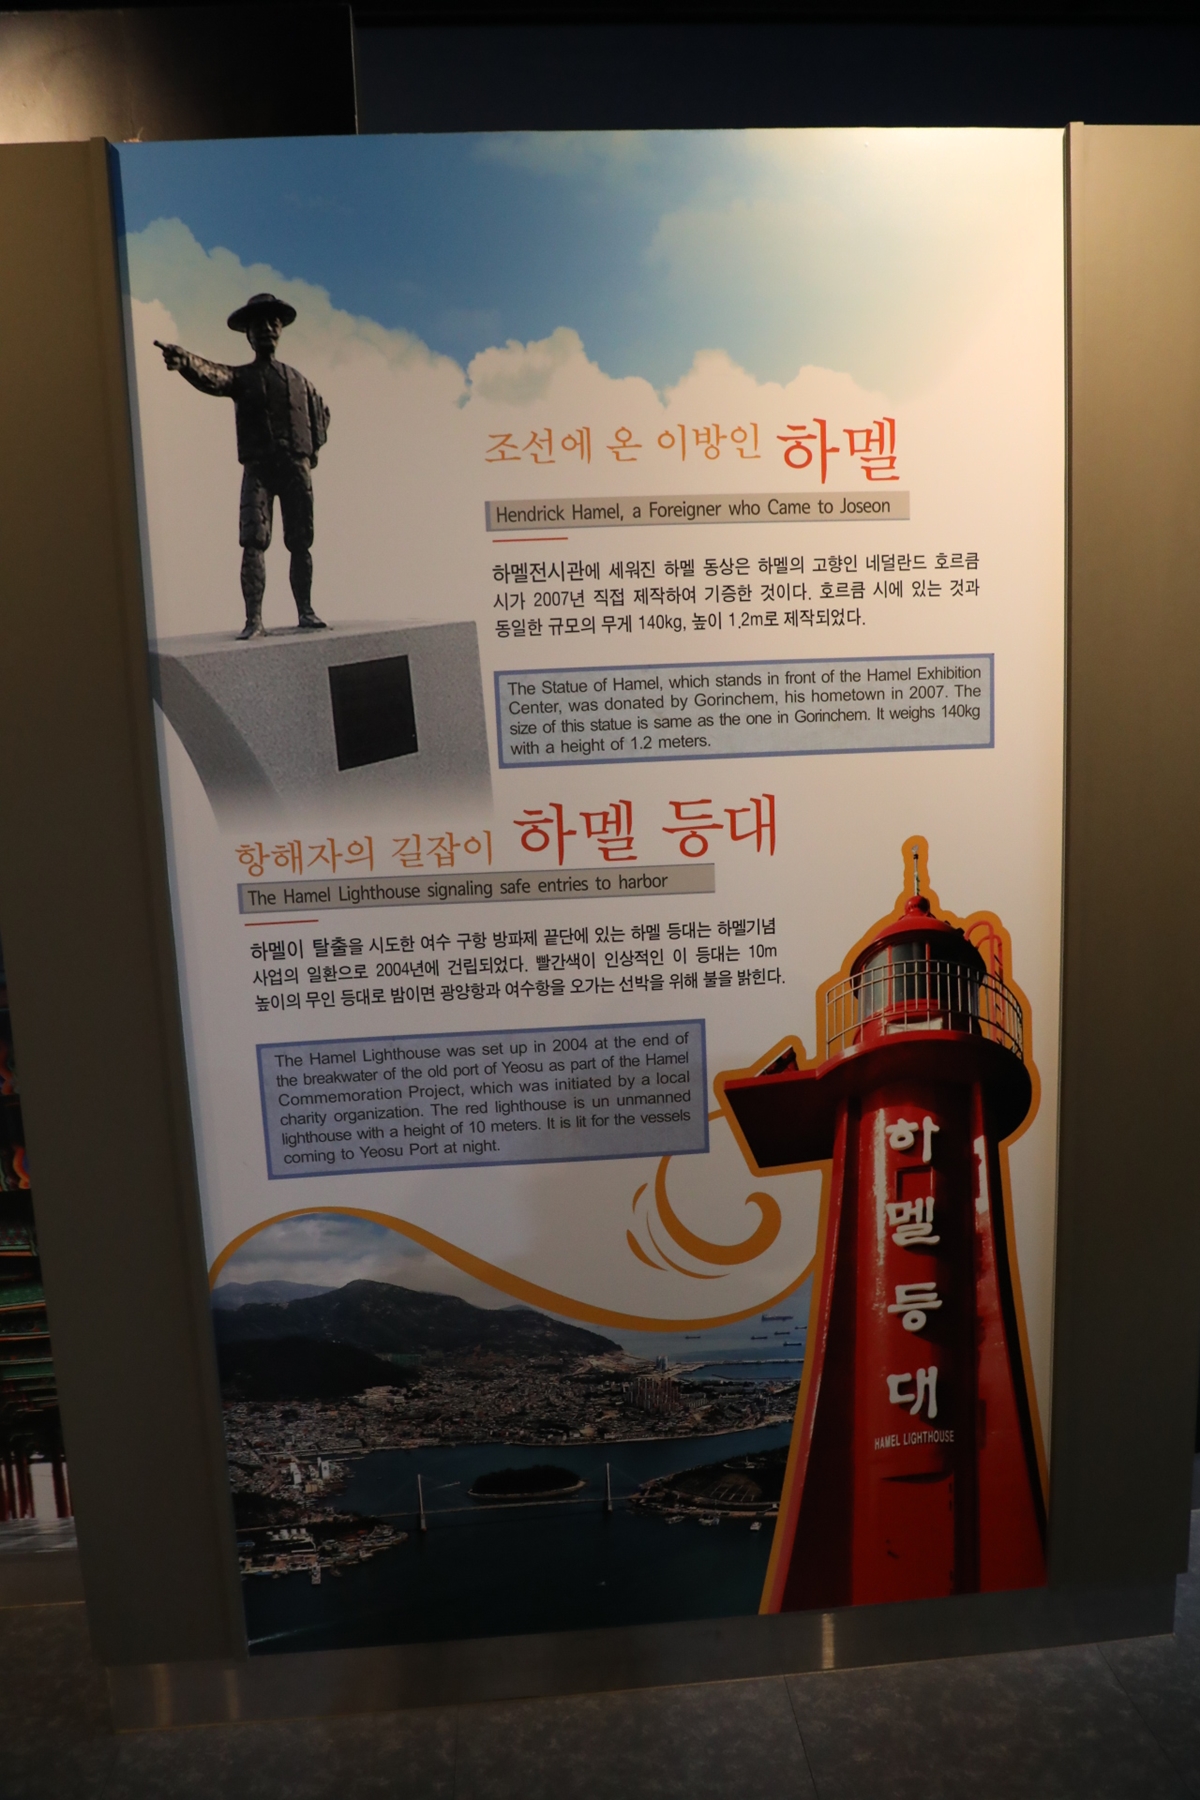 조선에 온 이방인 하멜
Hendrick Hamel, a Foreigner who Came to Joseon
하멜전시관에 세워진 하멜 동상은 하멜의 고향인 네덜란드 호르큼
시가 2007년 직접 제작하여 기증한 것이다. 호르큼 시에 있는 것과
동일한 규모의 무게 140kg, 높이 1.2m로 제작되었다.
The Statue of Hamel, which stands in front of the Hamel Exhibition
Center, was donated by Gorinchem, his hometown in 2007. The
size of this statue is same as the one in Gorinchem. It weighs 140kg
with a height of 1.2 meters.
항해자의 길잡이 하멜 등대
The Hamel Lighthouse signaling safe entries to harbor
하멜이 탈출을 시도한 여수 구항 방파제 끝단에 있는 하멜 등대는 하멜기념
사업의 일환으로 2004년에 건립되었다. 빨간색이 인상적인 이 등대는 10m
높이의 무인 등대로 밤이면 광양항과 여수항을 오가는 선박을 위해 불을 밝힌다.
The Hamel Lighthouse was set up in 2004 at the end of
the breakwater of the old port of Yeosu as part of the Hamel
Commemoration Project, which was initiated by a local
charity organization. The red lighthouse is un unmanned
lighthouse with a height of 10 meters. It is lit for the vessels
coming to Yeosu Port at night.
하
멜
등
대
HAMEL LIGHTHOUSE